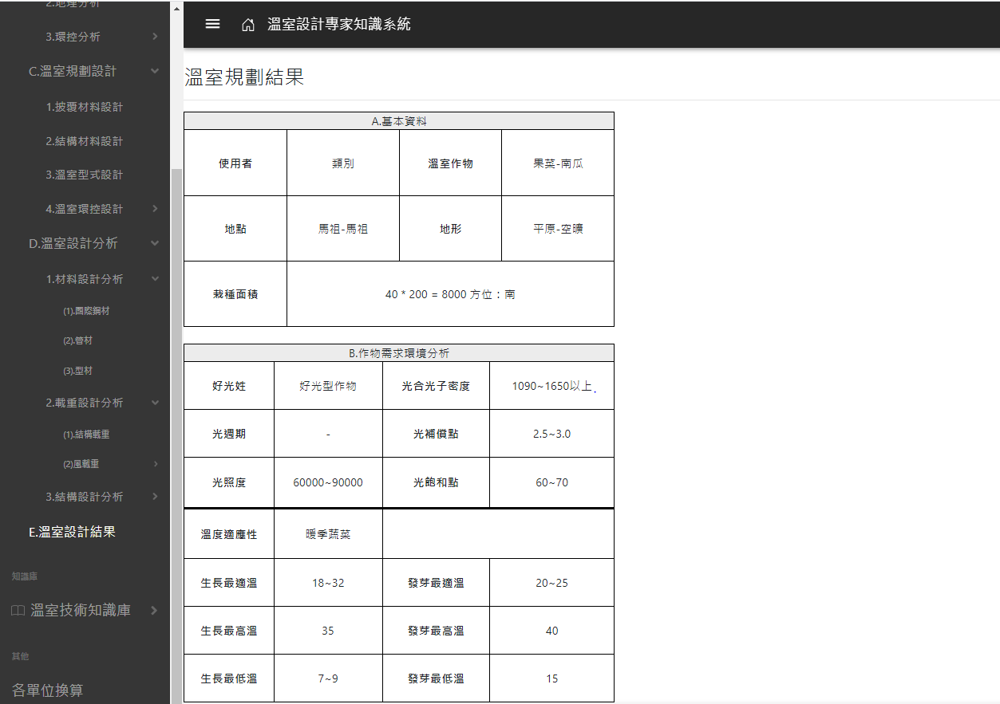 2.地理分析
3.環控分析
C.溫室規劃設計
1.披覆材料設計
2.結構材料設計
3.溫室型式設計
4.溫室環控設計
D.溫室設計分析
1.材料設計分析
(1).國際鋼材
(2).管材
(3).型材
2.載重設計分析
(1).結構載重
(2)風載重
3.結構設計分析
E.溫室設計結果
知識庫
溫室技術知識庫
其他
各單位換算
溫室設計專家知識系統
溫室規劃結果
A.基本資料
使用者 類別 溫室作物 果菜-南瓜
地點 馬祖-馬祖 地形 平原-空曠
栽種面積 40 * 200 = 8000 方位：南
B.作物需求環境分析
好光姓 好光型作物 光合光子密度 1090~1650以上.
光週期 - 光補償點 2.5~3.0
光照度 60000~90000 光飽和點 60~70
溫度適應性 暖季蔬菜
生長最適溫 18~32 發芽最適溫 20~25
生長最高溫 35 發芽最高溫 40
生長最低溫 7~9 發芽最低溫 15